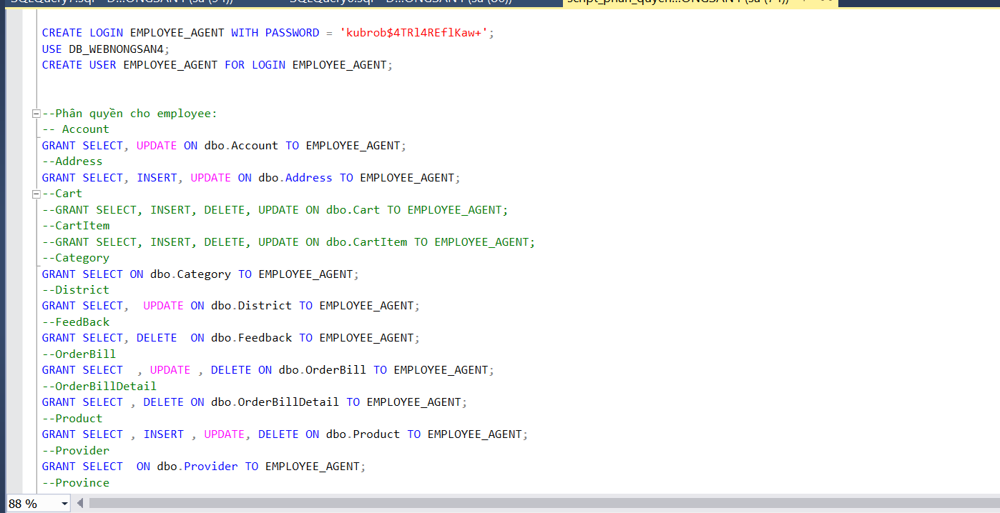 CREATE LOGIN EMPLOYEE_AGENT WITH PASSWORD = 'kubrob$4TRl4REflKaw+';
USE DB_WEBNONGSAN4;
CREATE USER EMPLOYEE_AGENT FOR LOGIN EMPLOYEE_AGENT;
--Phân quyền cho employee:
-- Account
GRANT SELECT, UPDATE ON dbo.Account TO EMPLOYEE_AGENT;
--Address
GRANT SELECT, INSERT, UPDATE ON dbo.Address TO EMPLOYEE_AGENT;
--Cart
--GRANT SELECT, INSERT, DELETE, UPDATE ON dbo.Cart TO EMPLOYEE_AGENT;
--CartItem
--GRANT SELECT, INSERT, DELETE, UPDATE ON dbo.CartItem TO EMPLOYEE_AGENT;
--Category
GRANT SELECT ON dbo.Category TO EMPLOYEE_AGENT;
--District
GRANT SELECT,  UPDATE ON dbo.District TO EMPLOYEE_AGENT;
--FeedBack
GRANT SELECT, DELETE  ON dbo.Feedback TO EMPLOYEE_AGENT;
--OrderBill
GRANT SELECT  , UPDATE , DELETE ON dbo.OrderBill TO EMPLOYEE_AGENT;
--OrderBillDetail
GRANT SELECT , DELETE ON dbo.OrderBillDetail TO EMPLOYEE_AGENT;
--Product
GRANT SELECT , INSERT , UPDATE, DELETE ON dbo.Product TO EMPLOYEE_AGENT;
--Provider
GRANT SELECT  ON dbo.Provider TO EMPLOYEE_AGENT;
--Province
88 %